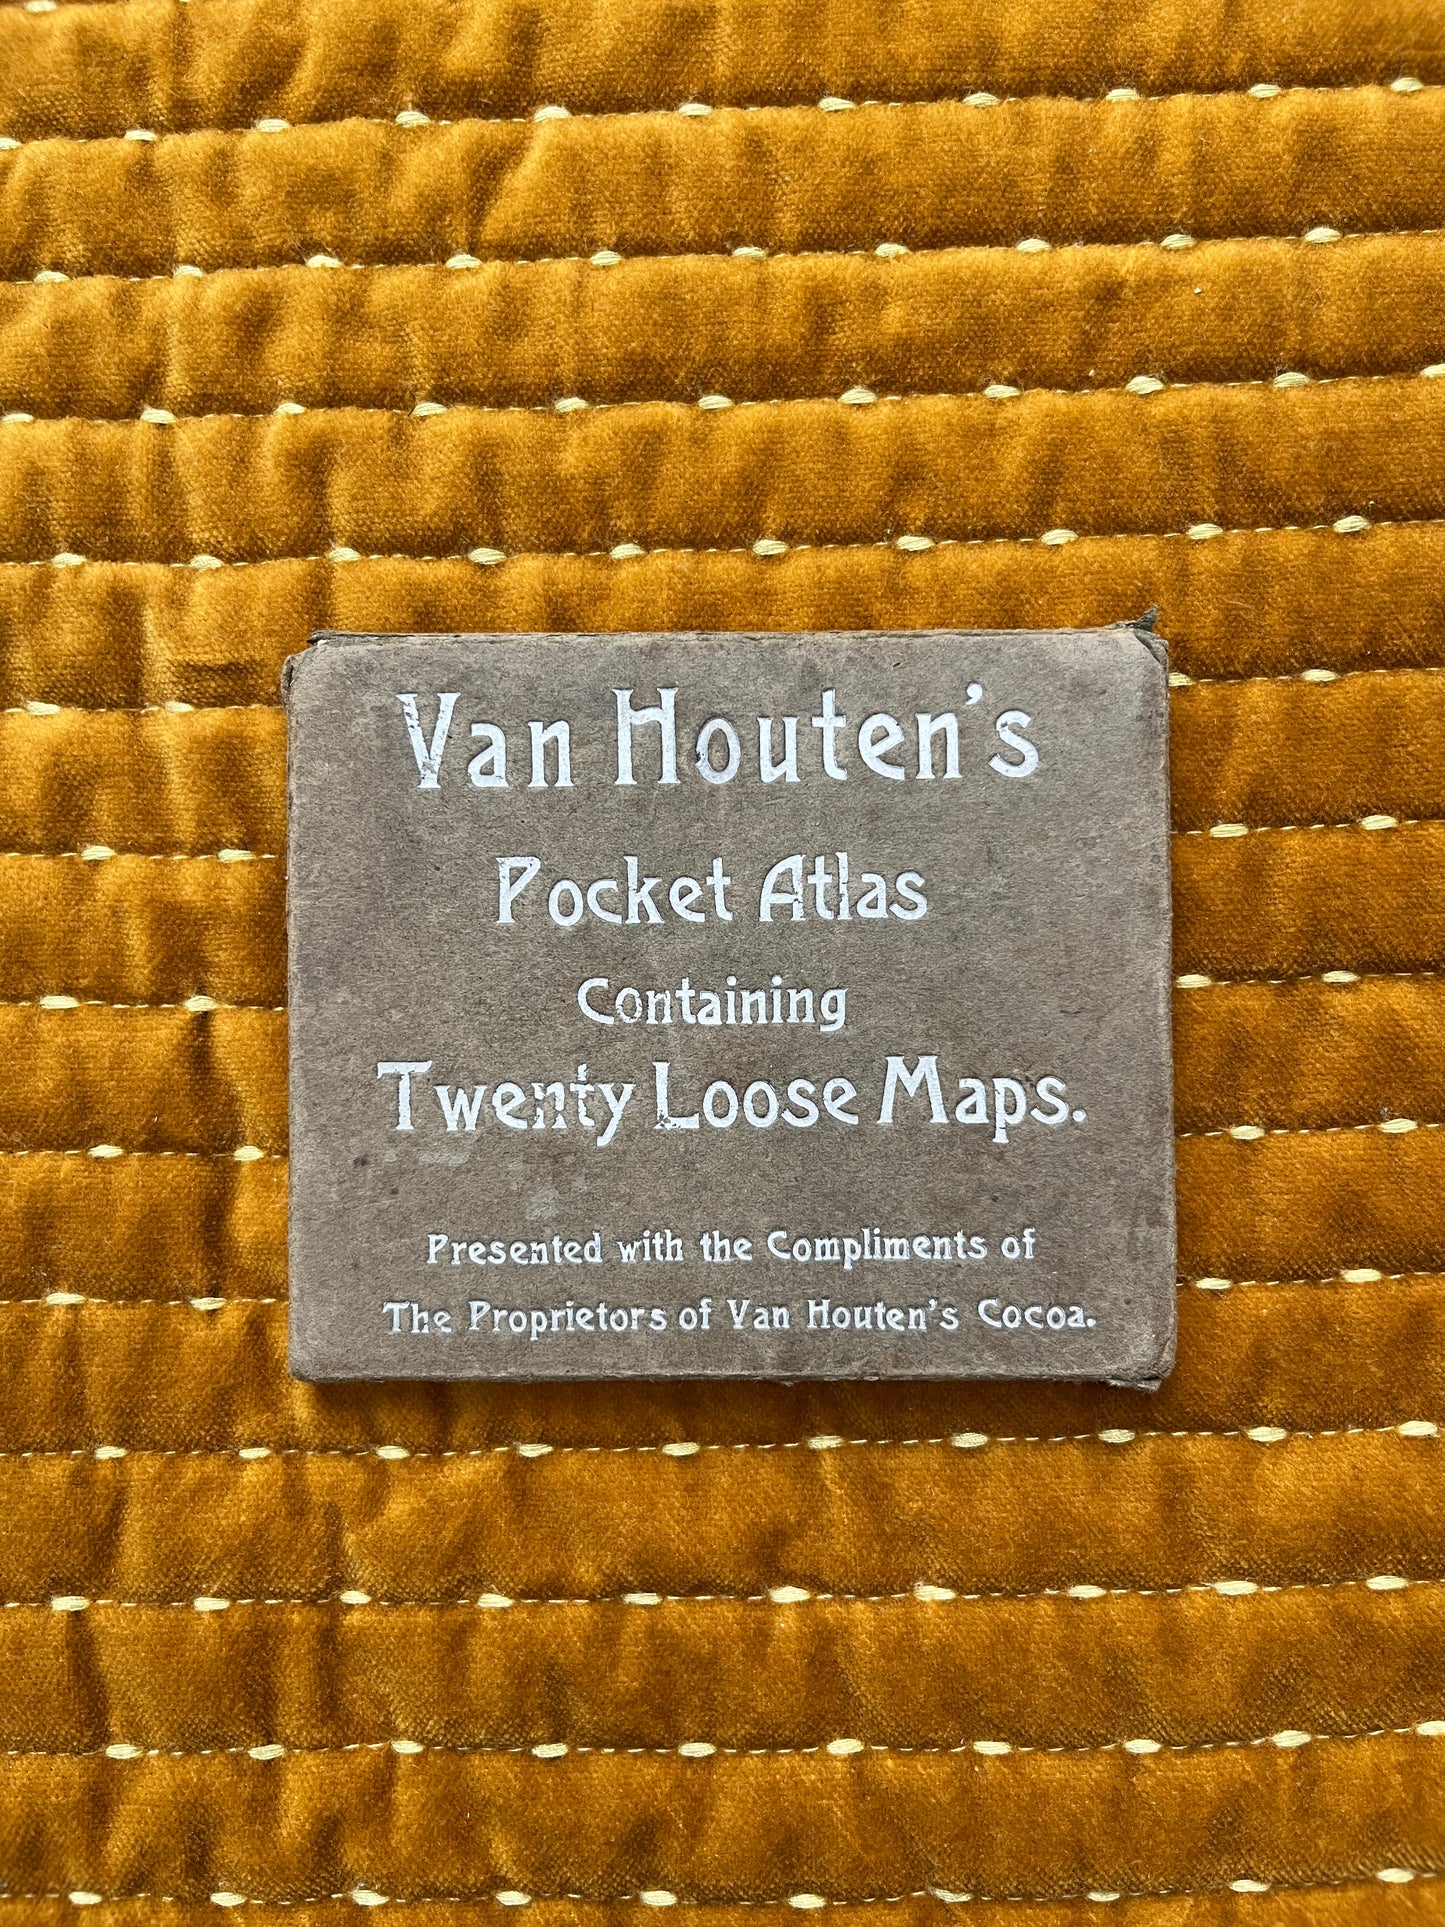 Van Houten's
Pocket Atlas
Containing
Twenty Loose Maps.
Presented with the Compliments of
The Proprietors of Van Houten's Cocoa.